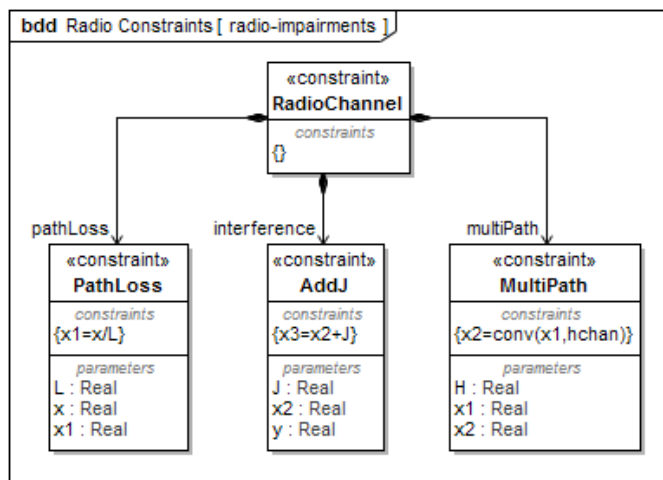 bdd Radio Constraints [ radio-impairments ]
«constraint»
RadioChannel
constraints
{}
pathLoss
interference
multiPath
«constraint»
PathLoss
constraints
{x1=x/L}
parameters
L : Real
x : Real
x1 : Real
«constraint»
AddJ
constraints
{x3=x2+J}
parameters
J : Real
x2 : Real
y : Real
«constraint»
MultiPath
constraints
{x2=conv(x1,hchan)}
parameters
H : Real
x1 : Real
x2 : Real